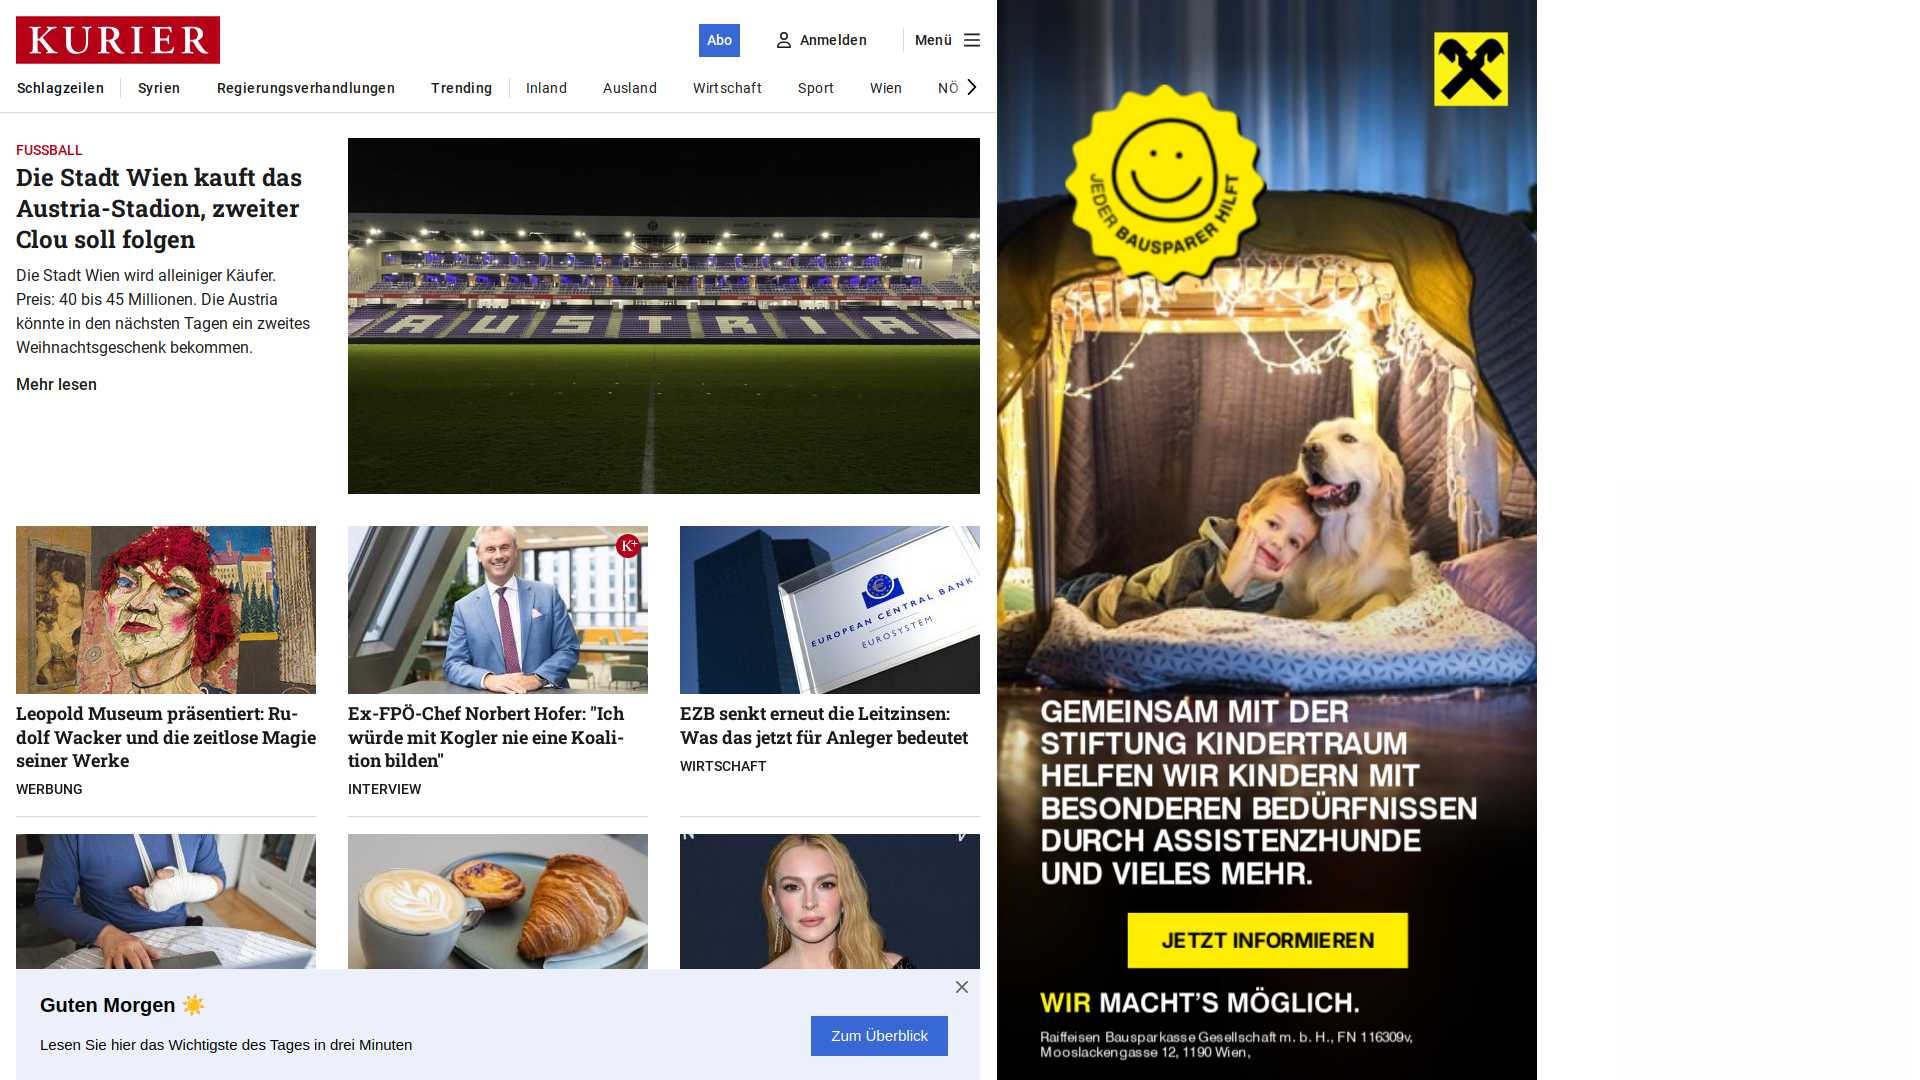 KURIER
Abo
Anmelden
Menü
Schlagzeilen
Syrien
Regierungsverhandlungen
Trending
Inland
Ausland
Wirtschaft
Sport
Wien
NÖ
FUSSBALL
Die Stadt Wien kauft das
Austria-Stadion, zweiter
Clou soll folgen
Die Stadt Wien wird alleiniger Käufer.
Preis: 40 bis 45 Millionen. Die Austria
könnte in den nächsten Tagen ein zweites
Weihnachtsgeschenk bekommen.
Mehr lesen
AUSTRIA
Leopold Museum präsentiert: Ru-
dolf Wacker und die zeitlose Magie
seiner Werke
WERBUNG
K+
Ex-FPÖ-Chef Norbert Hofer: "Ich
würde mit Kogler nie eine Koali-
tion bilden"
INTERVIEW
EUROPEAN CENTRAL BANK
EUROSYSTEM
EZB senkt erneut die Leitzinsen:
Was das jetzt für Anleger bedeutet
WIRTSCHAFT
Guten Morgen ☀️
Lesen Sie hier das Wichtigste des Tages in drei Minuten
Zum Überblick
JEDER BAUSPARER HILFT
GEMEINSAM MIT DER
STIFTUNG KINDERTRAUM
HELFEN WIR KINDERN MIT
BESONDEREN BEDÜRFNISSEN
DURCH ASSISTENZHUNDE
UND VIELES MEHR.
JETZT INFORMIEREN
WIR MACHT'S MÖGLICH.
Raiffeisen Bausparkasse Gesellschaft m. b. H., FN 116309v,
Mooslackengasse 12, 1190 Wien,